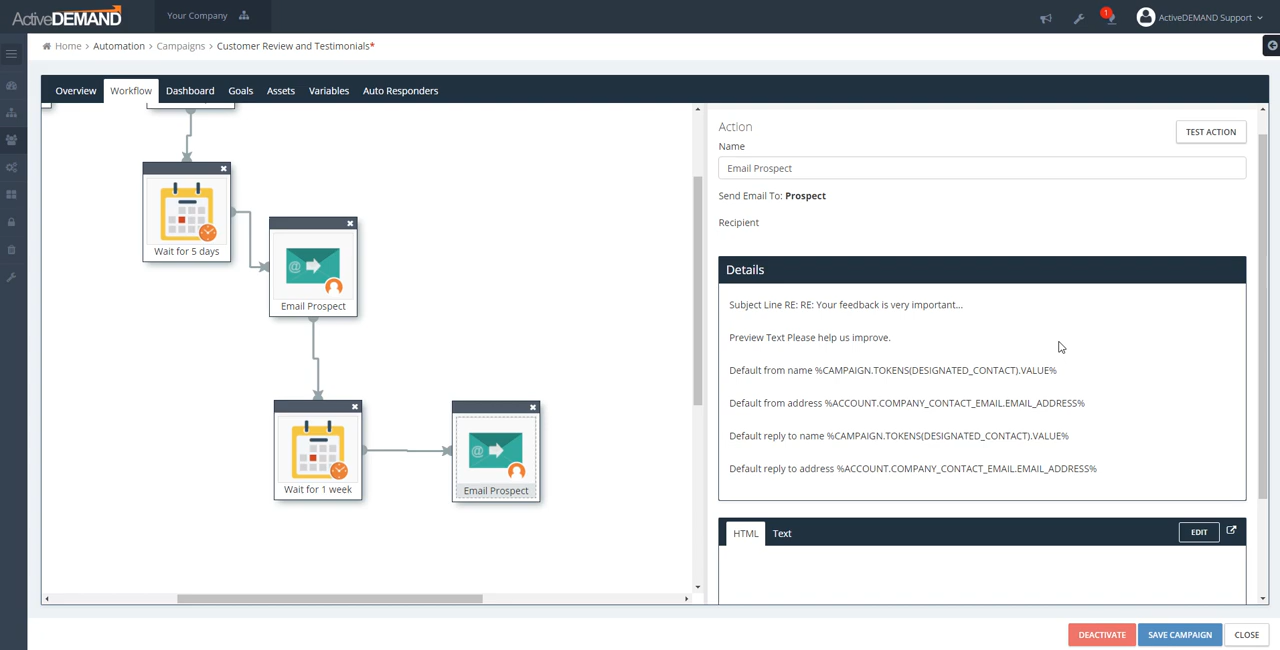 ActiveDEMAND
Your Company
1
ActiveDEMAND Support
Home > Automation > Campaigns > Customer Review and Testimonials*
Overview
Workflow
Dashboard
Goals
Assets
Variables
Auto Responders
Wait for 5 days
@
Email Prospect
Wait for 1 week
@
Email Prospect
Action
TEST ACTION
Name
Email Prospect
Send Email To: Prospect
Recipient
Details
Subject Line RE: RE: Your feedback is very important...
Preview Text Please help us improve.
Default from name %CAMPAIGN.TOKENS(DESIGNATED_CONTACT).VALUE%
Default from address %ACCOUNT.COMPANY_CONTACT_EMAIL.EMAIL_ADDRESS%
Default reply to name %CAMPAIGN.TOKENS(DESIGNATED_CONTACT).VALUE%
Default reply to address %ACCOUNT.COMPANY_CONTACT_EMAIL.EMAIL_ADDRESS%
HTML
Text
EDIT
DEACTIVATE
SAVE CAMPAIGN
CLOSE